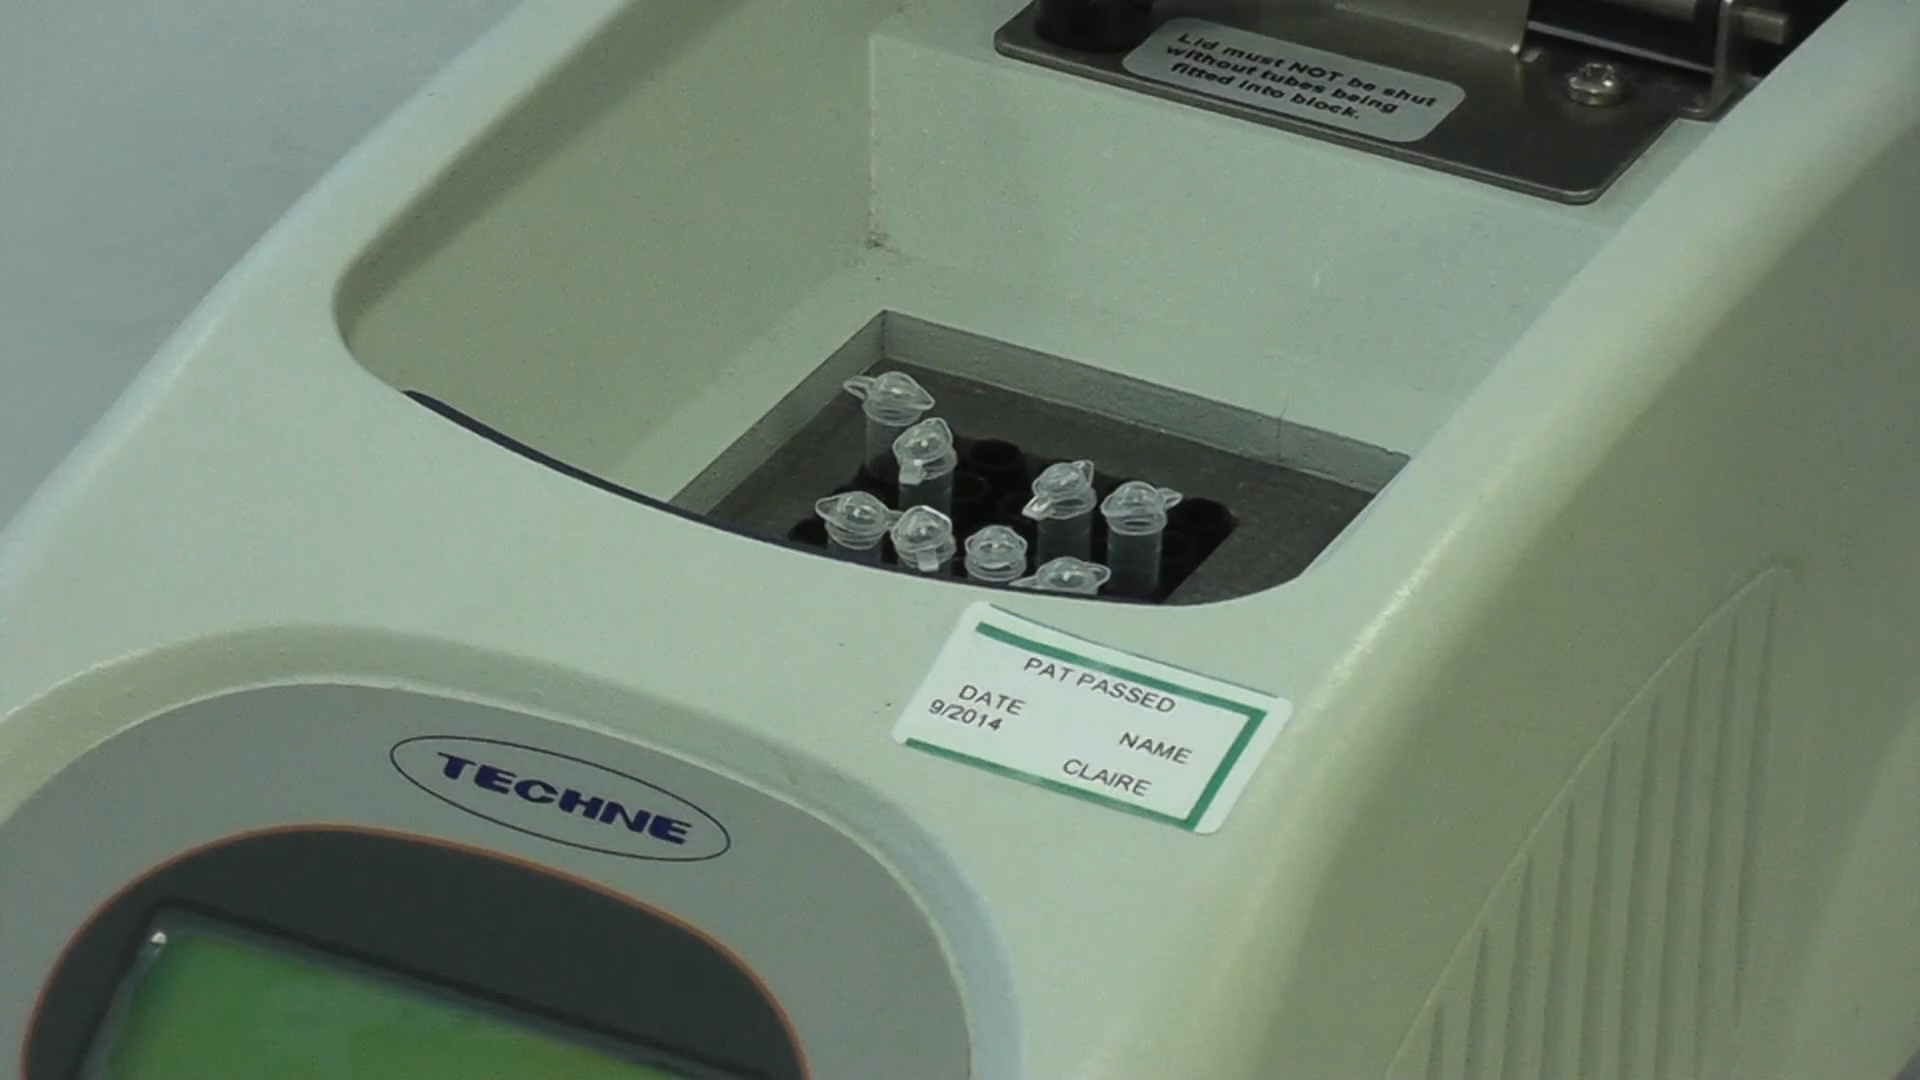 Lid must NOT be shut
without tubes being
fitted into block.
PAT PASSED
DATE
9/2014
NAME
CLAIRE
TECHNE